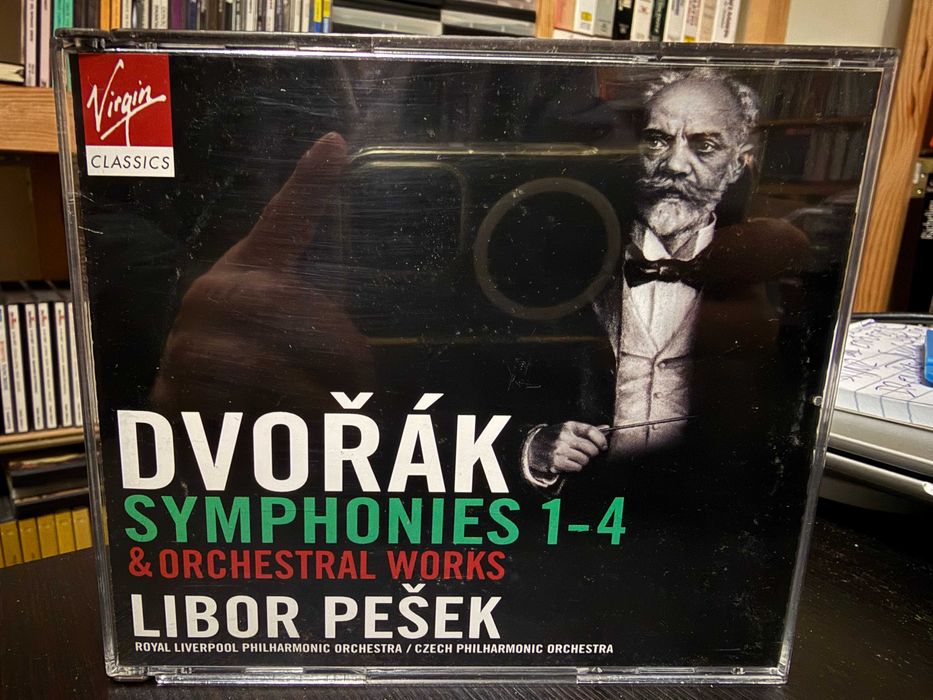 Virgin
CLASSICS
DVOŘÁK
SYMPHONIES 1–4
& ORCHESTRAL WORKS
LIBOR PEŠEK
ROYAL LIVERPOOL PHILHARMONIC ORCHESTRA / CZECH PHILHARMONIC ORCHESTRA